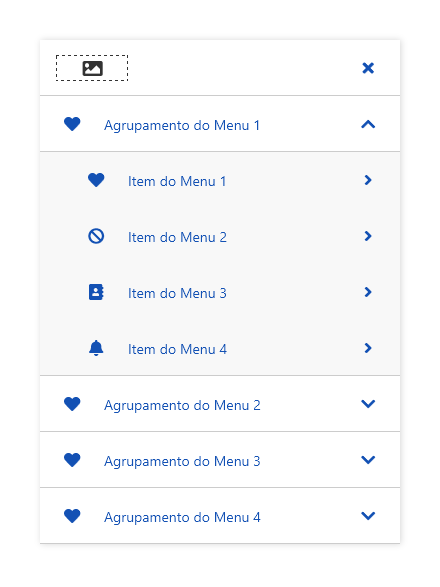 Agrupamento do Menu 1
Item do Menu 1
Item do Menu 2
Item do Menu 3
Item do Menu 4
Agrupamento do Menu 2
Agrupamento do Menu 3
Agrupamento do Menu 4